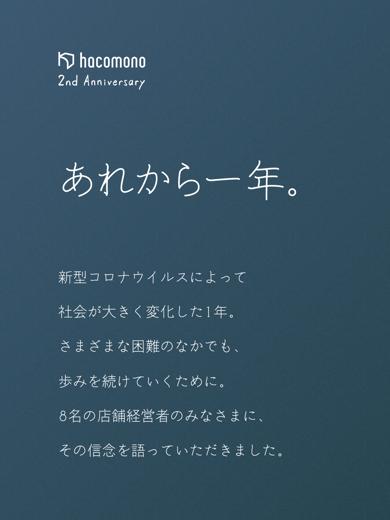 hacomono
2nd Anniversary
あれから一年。
新型コロナウイルスによって
社会が大きく変化した1年。
さまざまな困難のなかでも、
歩みを続けていくために。
8名の店舗経営者のみなさまに、
その信念を語っていただきました。